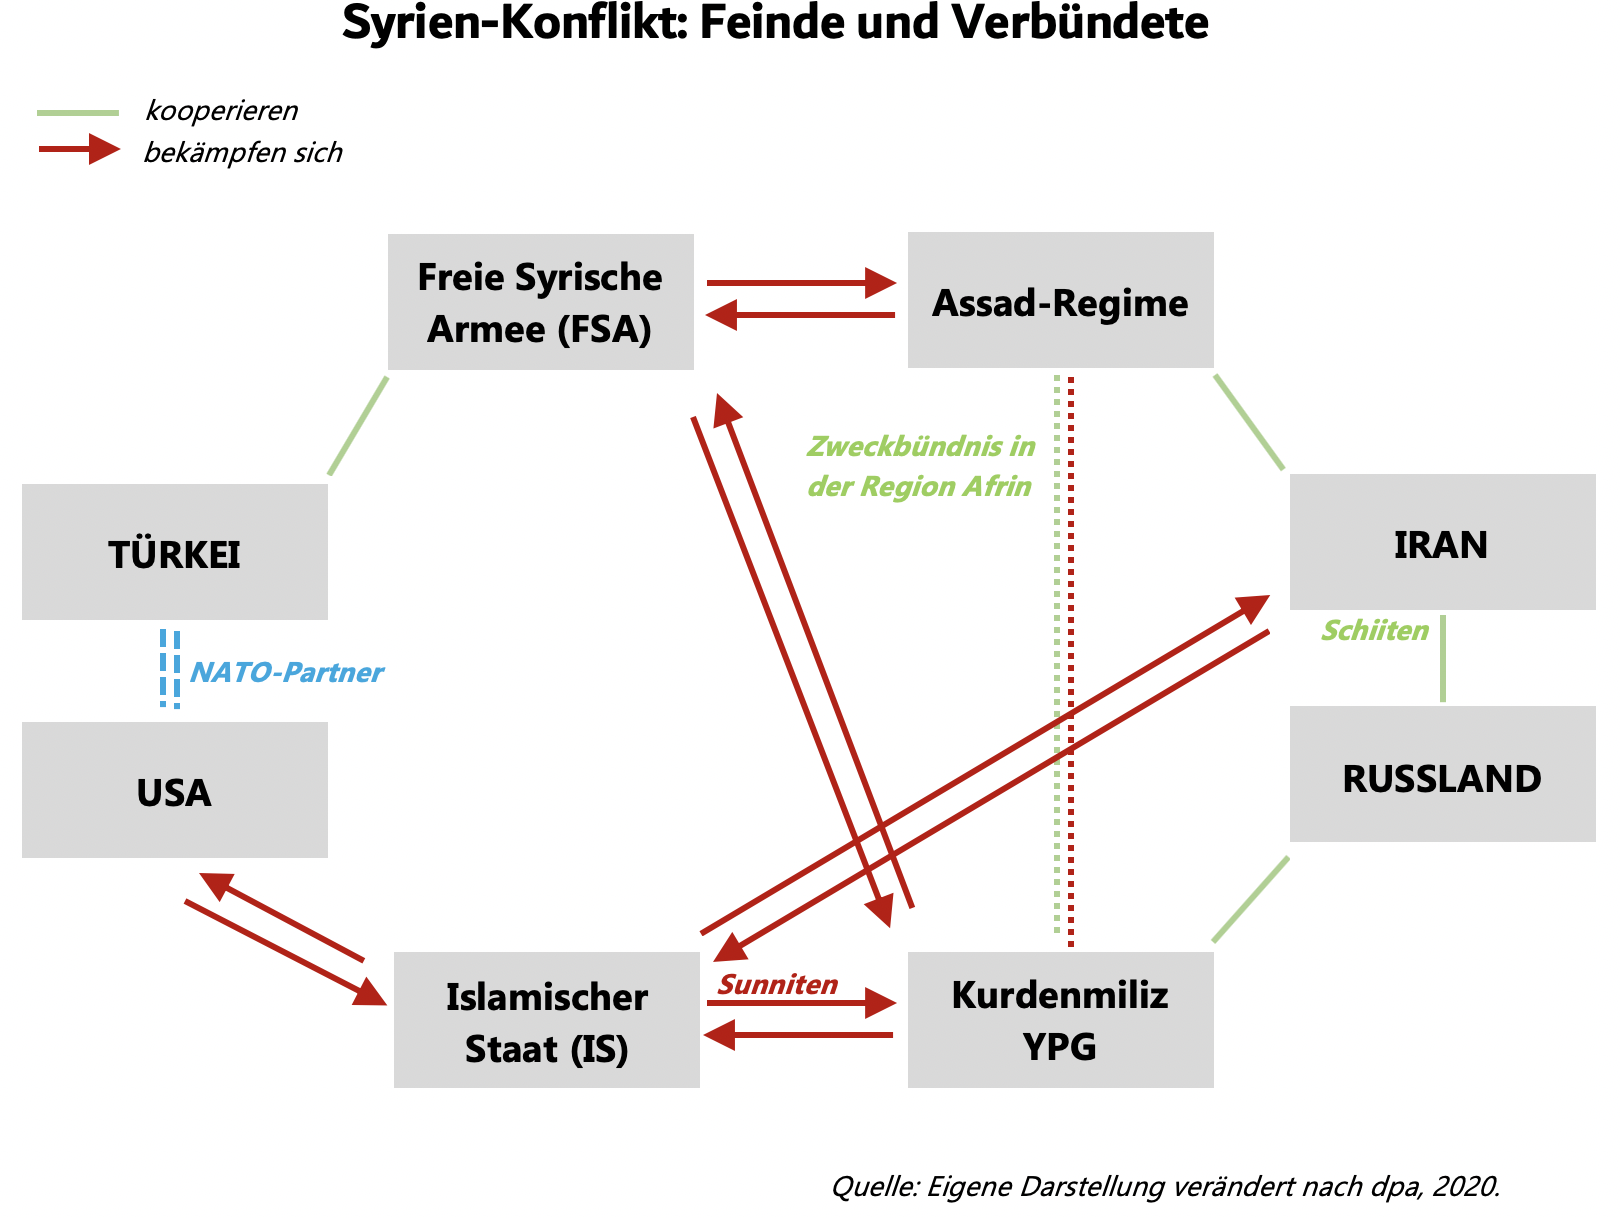 Syrien-Konflikt: Feinde und Verbündete
kooperieren
bekämpfen sich
Freie Syrische
Armee (FSA)
Assad-Regime
Zweckbündnis in
der Region Afrin
TÜRKEI
IRAN
NATO-Partner
Schiiten
USA
RUSSLAND
Islamischer
Staat (IS)
Sunniten
Kurdenmiliz
YPG
Quelle: Eigene Darstellung verändert nach dpa, 2020.